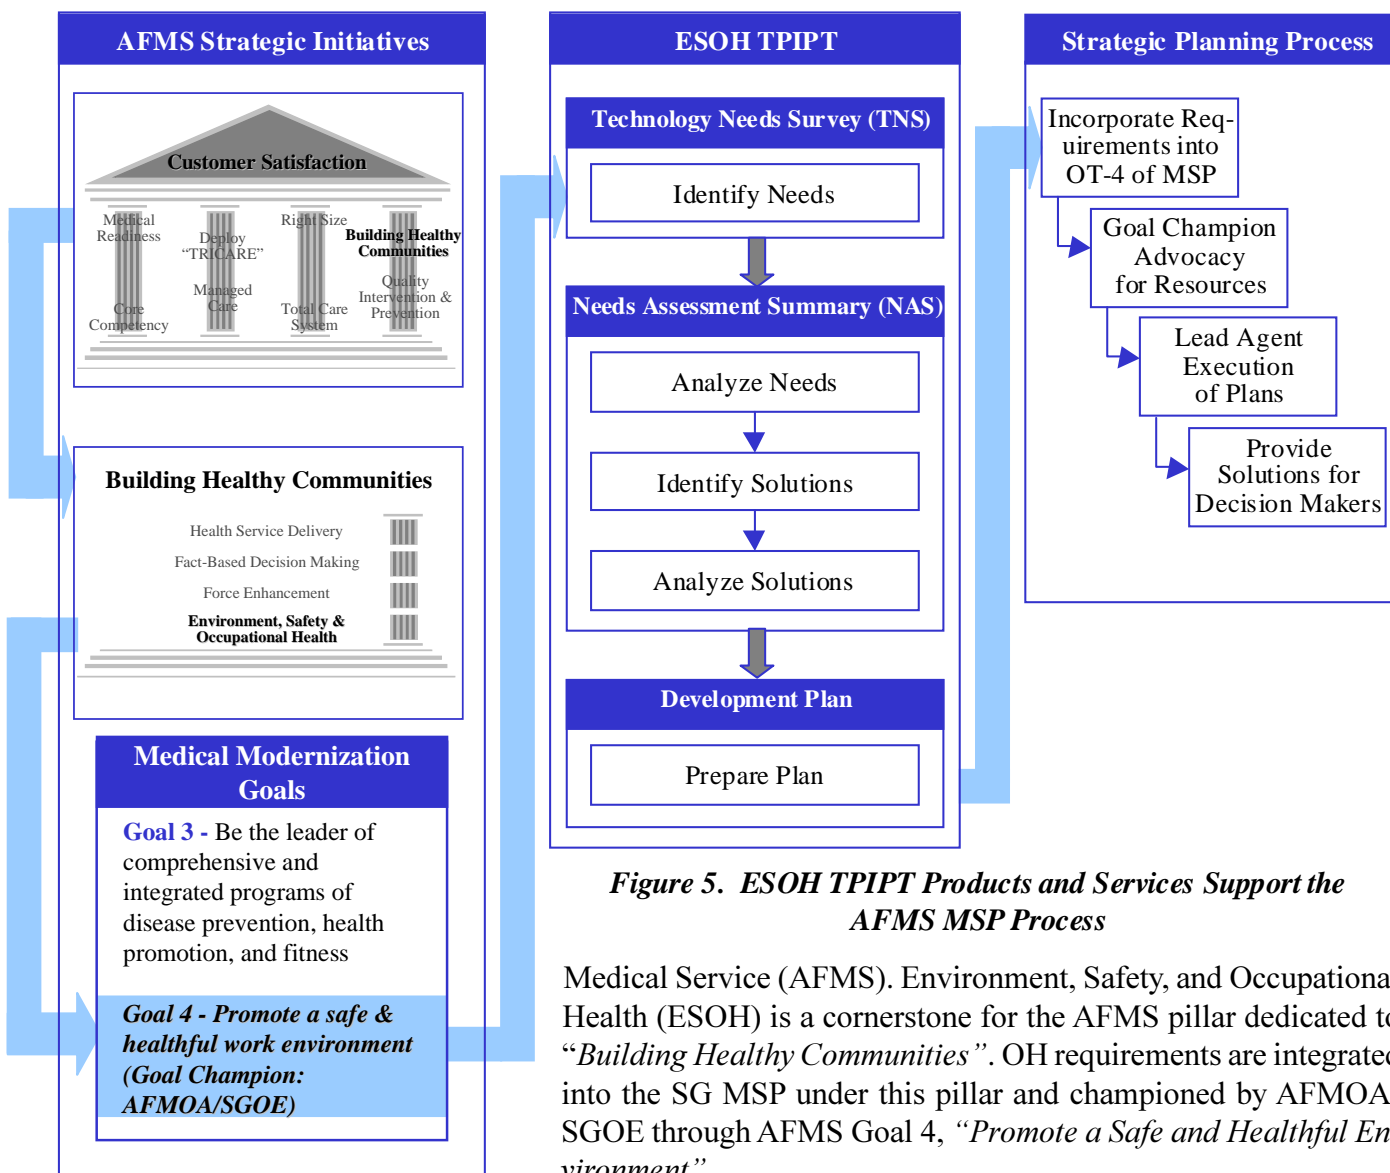 AFMS Strategic Initiatives
Customer Satisfaction
Medical
Readiness
Core
Competency
Deploy
“TRICARE”
Managed
Care
Right Size
Total Care
System
Building Healthy
Communities
Quality
Intervention &
Prevention
Building Healthy Communities
Health Service Delivery
Fact-Based Decision Making
Force Enhancement
Environment, Safety &
Occupational Health
Medical Modernization
Goals
Goal 3 - Be the leader of
comprehensive and
integrated programs of
disease prevention, health
promotion, and fitness
Goal 4 - Promote a safe &
healthful work environment
(Goal Champion:
AFMOA/SGOE)
ESOH TPIPT
Technology Needs Survey (TNS)
Identify Needs
Needs Assessment Summary (NAS)
Analyze Needs
Identify Solutions
Analyze Solutions
Development Plan
Prepare Plan
Strategic Planning Process
Incorporate Req-
uirements into
OT-4 of MSP
Goal Champion
Advocacy
for Resources
Lead Agent
Execution
of Plans
Provide
Solutions for
Decision Makers
Figure 5. ESOH TPIPT Products and Services Support the
AFMS MSP Process
Medical Service (AFMS). Environment, Safety, and Occupational
Health (ESOH) is a cornerstone for the AFMS pillar dedicated to
“Building Healthy Communities”. OH requirements are integrated
into the SG MSP under this pillar and championed by AFMOA/
SGOE through AFMS Goal 4, “Promote a Safe and Healthful En-
vironment”